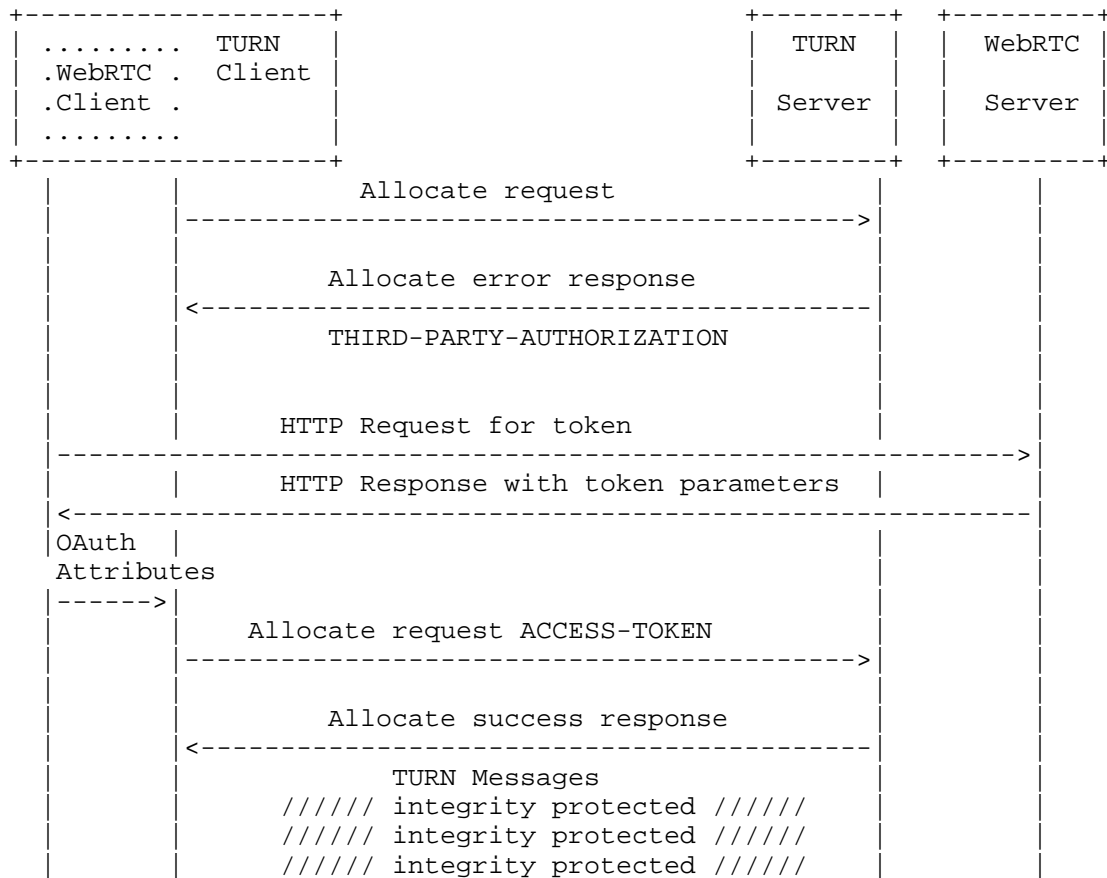 TURN TURN WebRTC
WebRTC Client
Client Server Server
Allocate request
Allocate error response
THIRD-PARTY-AUTHORIZATION
HTTP Request for token
HTTP Response with token parameters
OAuth
Attributes
Allocate request ACCESS-TOKEN
Allocate success response
TURN Messages
////// integrity protected //////
////// integrity protected //////
////// integrity protected //////